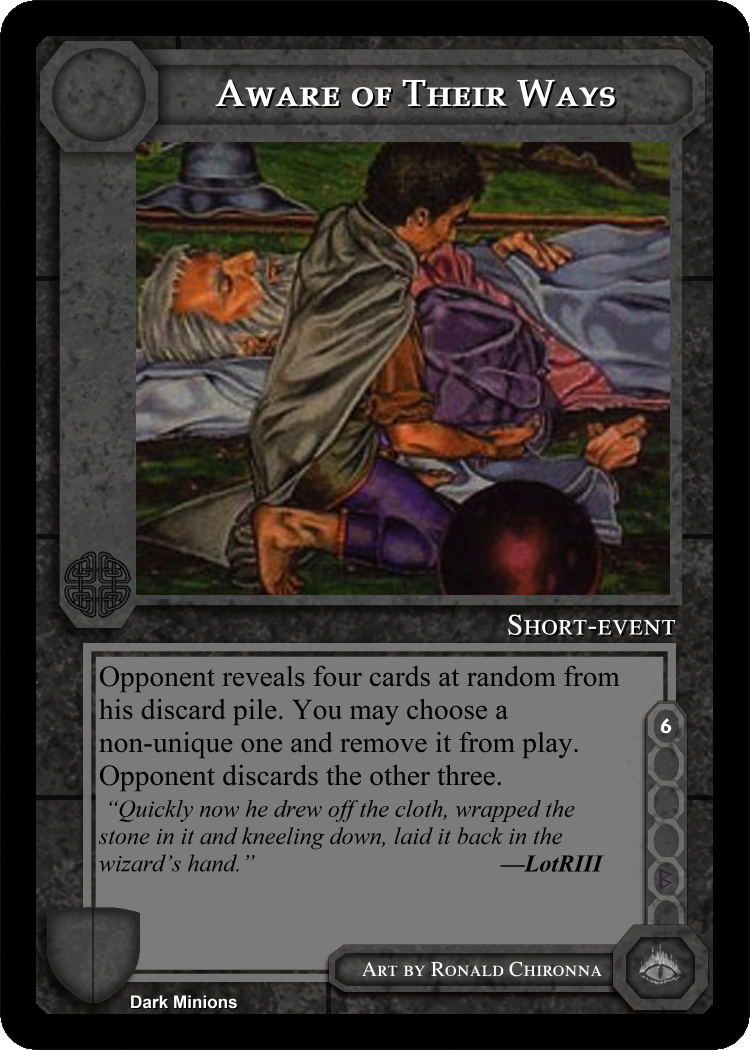 Aware of Their Ways
Short-event
Opponent reveals four cards at random from
his discard pile. You may choose a
non-unique one and remove it from play.
Opponent discards the other three.
“Quickly now he drew off the cloth, wrapped the
stone in it and kneeling down, laid it back in the
wizard’s hand.” —LotRIII
6
B
Art by Ronald Chironna
Dark Minions